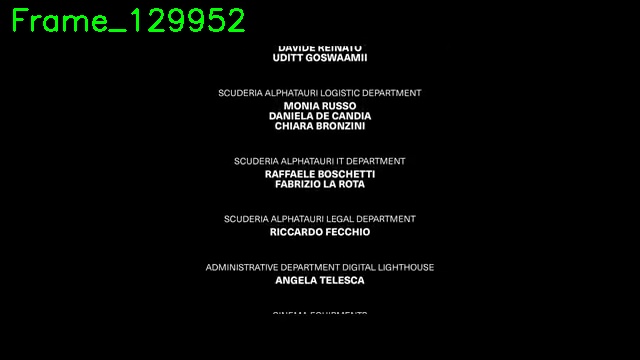 Frame_129952
DAVIDE REINATO
UDITT GOSWAAMII
SCUDERIA ALPHATAURI LOGISTIC DEPARTMENT
MONIA RUSSO
DANIELA DE CANDIA
CHIARA BRONZINI
SCUDERIA ALPHATAURI IT DEPARTMENT
RAFFAELE BOSCHETTI
FABRIZIO LA ROTA
SCUDERIA ALPHATAURI LEGAL DEPARTMENT
RICCARDO FECCHIO
ADMINISTRATIVE DEPARTMENT DIGITAL LIGHTHOUSE
ANGELA TELESCA